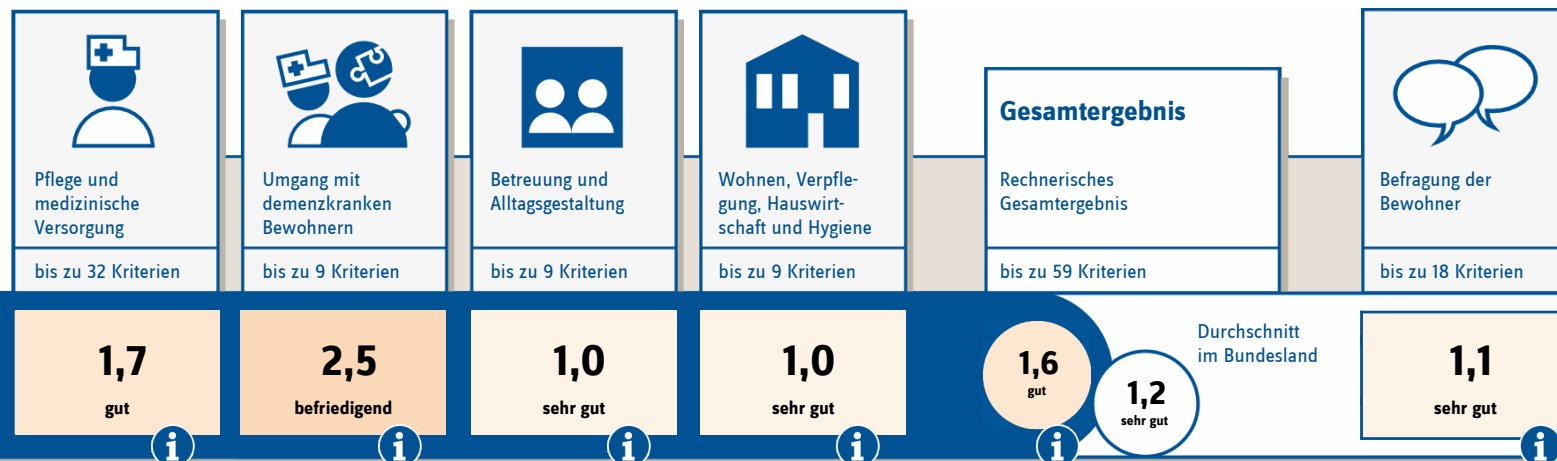 Pflege und
medizinische
Versorgung
bis zu 32 Kriterien
1,7
gut
Umgang mit
demenzkranken
Bewohnern
bis zu 9 Kriterien
2,5
befriedigend
Betreuung und
Alltagsgestaltung
bis zu 9 Kriterien
1,0
sehr gut
Wohnen, Verpfle-
gung, Hauswirt-
schaft und Hygiene
bis zu 9 Kriterien
1,0
sehr gut
Gesamtergebnis
Rechnerisches
Gesamtergebnis
bis zu 59 Kriterien
1,6
gut
Durchschnitt
im Bundesland
1,2
sehr gut
Befragung der
Bewohner
bis zu 18 Kriterien
1,1
sehr gut